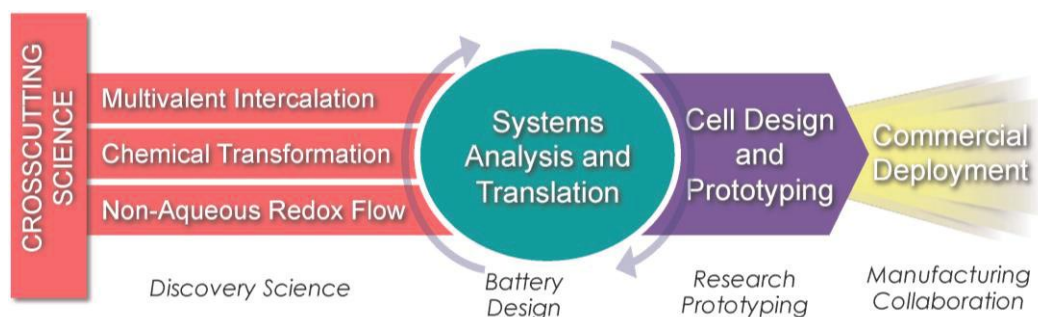 CROSSCUTTING
SCIENCE
Multivalent Intercalation
Chemical Transformation
Non-Aqueous Redox Flow
Systems
Analysis and
Translation
Cell Design
and
Prototyping
Commercial
Deployment
Discovery Science
Battery
Design
Research
Prototyping
Manufacturing
Collaboration